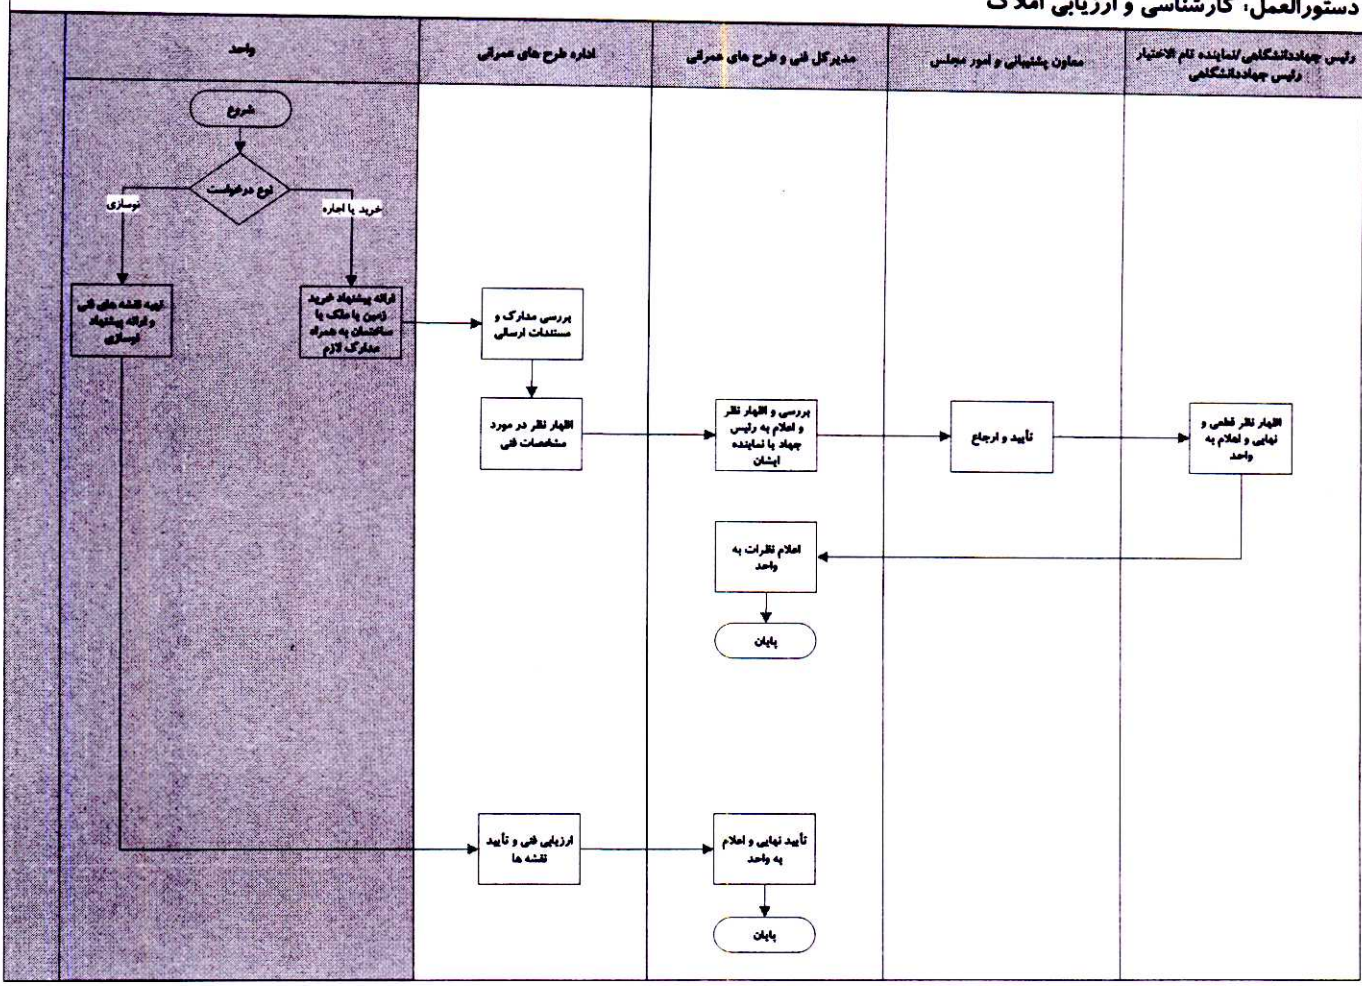 دستورالعمل: کارشناسی و ارزیابی املاک
رئیس جهاددانشگاهی/نماینده تام الاختیار
رئیس جهاددانشگاهی
معاون پشتیبانی و امور مجلس
مدیرکل فنی و طرح های عمرانی
اداره طرح های عمرانی
واحد
شروع
نوع درخواست
خرید یا اجاره
نوسازی
ارائه پیشنهاد خرید
زمین یا ملک یا
ساختمان به همراه
مدارک لازم
تهیه نقشه های فنی
و ارائه پیشنهاد
نوسازی
بررسی مدارک و
مستندات ارسالی
اظهار نظر در مورد
مشخصات فنی
بررسی و اظهار نظر
و اعلام به رئیس
جهاد یا نماینده
ایشان
تأیید و ارجاع
اظهار نظر قطعی و
نهایی و اعلام به
واحد
اعلام نظرات به
واحد
پایان
ارزیابی فنی و تأیید
نقشه ها
تأیید نهایی و اعلام
به واحد
پایان